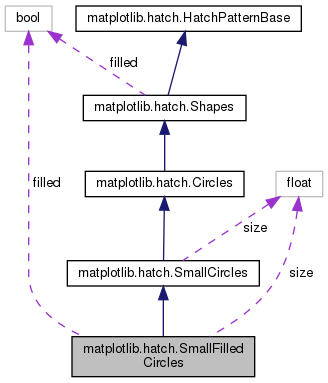 bool
matplotlib.hatch.HatchPatternBase
filled
matplotlib.hatch.Shapes
filled
matplotlib.hatch.Circles
float
size
matplotlib.hatch.SmallCircles
size
matplotlib.hatch.SmallFilled
Circles